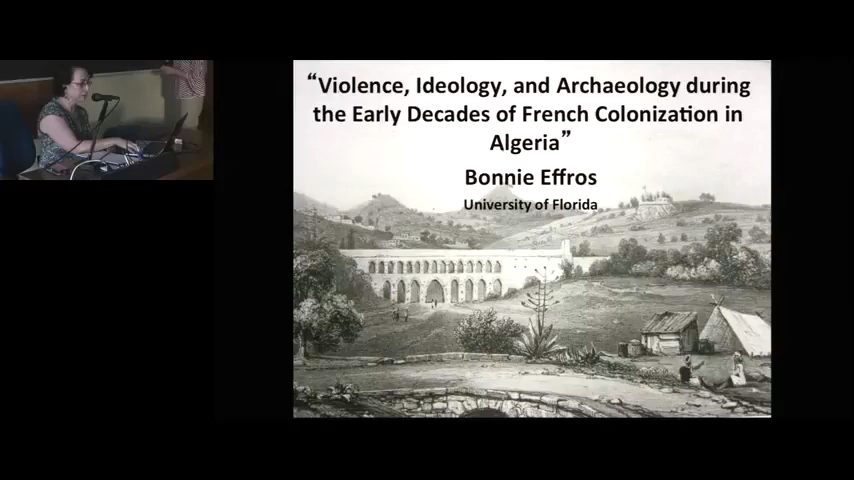 “Violence, Ideology, and Archaeology during
the Early Decades of French Colonization in
Algeria”
Bonnie Effros
University of Florida